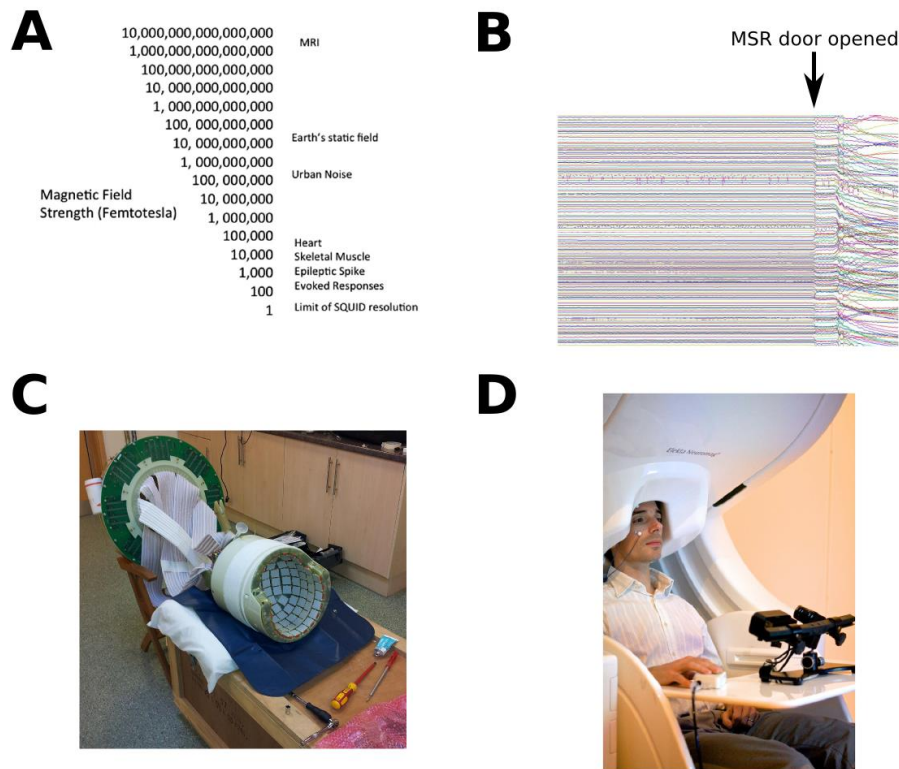 A
10,000,000,000,000,000
1,000,000,000,000,000
100,000,000,000,000
10, 000,000,000,000
1, 000,000,000,000
100, 000,000,000
10, 000,000,000
1, 000,000,000
100, 000,000
10, 000,000
1, 000,000
100,000
10,000
1,000
100
1
Magnetic Field
Strength (Femtotesla)
MRI
Earth's static field
Urban Noise
Heart
Skeletal Muscle
Epileptic Spike
Evoked Responses
Limit of SQUID resolution
B
MSR door opened
C
D
Elekta Neuromag